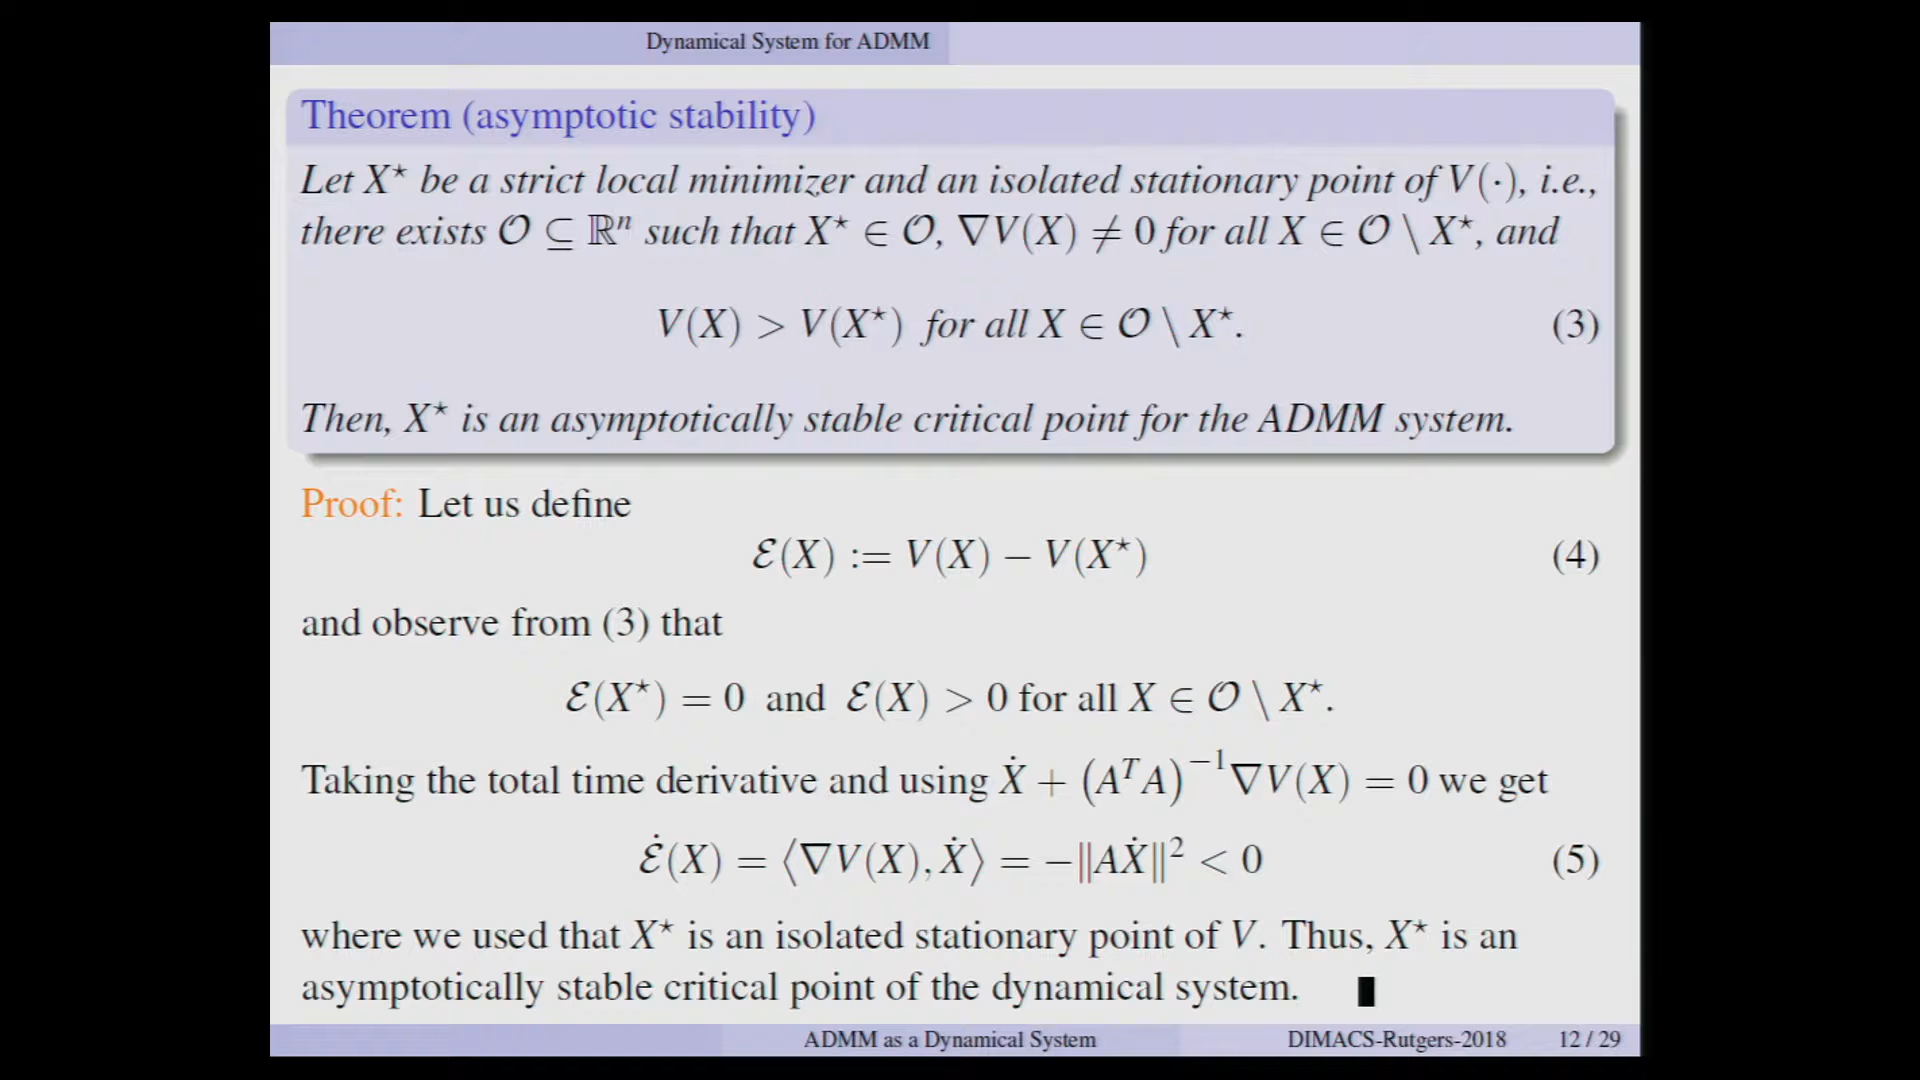 Dynamical System for ADMM
Theorem (asymptotic stability)
Let X⋆ be a strict local minimizer and an isolated stationary point of V(·), i.e.,
there exists 𝒪 ⊆ ℝⁿ such that X⋆ ∈ 𝒪, ∇V(X) ≠ 0 for all X ∈ 𝒪 \ X⋆, and
V(X) > V(X⋆) for all X ∈ 𝒪 \ X⋆. (3)
Then, X⋆ is an asymptotically stable critical point for the ADMM system.
Proof: Let us define
ℰ(X) := V(X) − V(X⋆) (4)
and observe from (3) that
ℰ(X⋆) = 0 and ℰ(X) > 0 for all X ∈ 𝒪 \ X⋆.
Taking the total time derivative and using Ẋ + (AᵀA)⁻¹∇V(X) = 0 we get
ℰ̇(X) = ⟨∇V(X), Ẋ⟩ = −‖AẊ‖² < 0 (5)
where we used that X⋆ is an isolated stationary point of V. Thus, X⋆ is an
asymptotically stable critical point of the dynamical system. ∎
ADMM as a Dynamical System DIMACS-Rutgers-2018 12 / 29